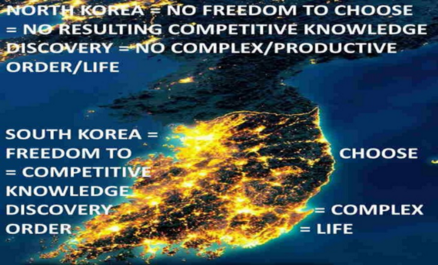 NORTH KOREA = NO FREEDOM TO CHOOSE
= NO RESULTING COMPETITIVE KNOWLEDGE
DISCOVERY = NO COMPLEX/PRODUCTIVE
ORDER/LIFE
SOUTH KOREA =
FREEDOM TO CHOOSE
= COMPETITIVE
KNOWLEDGE
DISCOVERY = COMPLEX
ORDER = LIFE